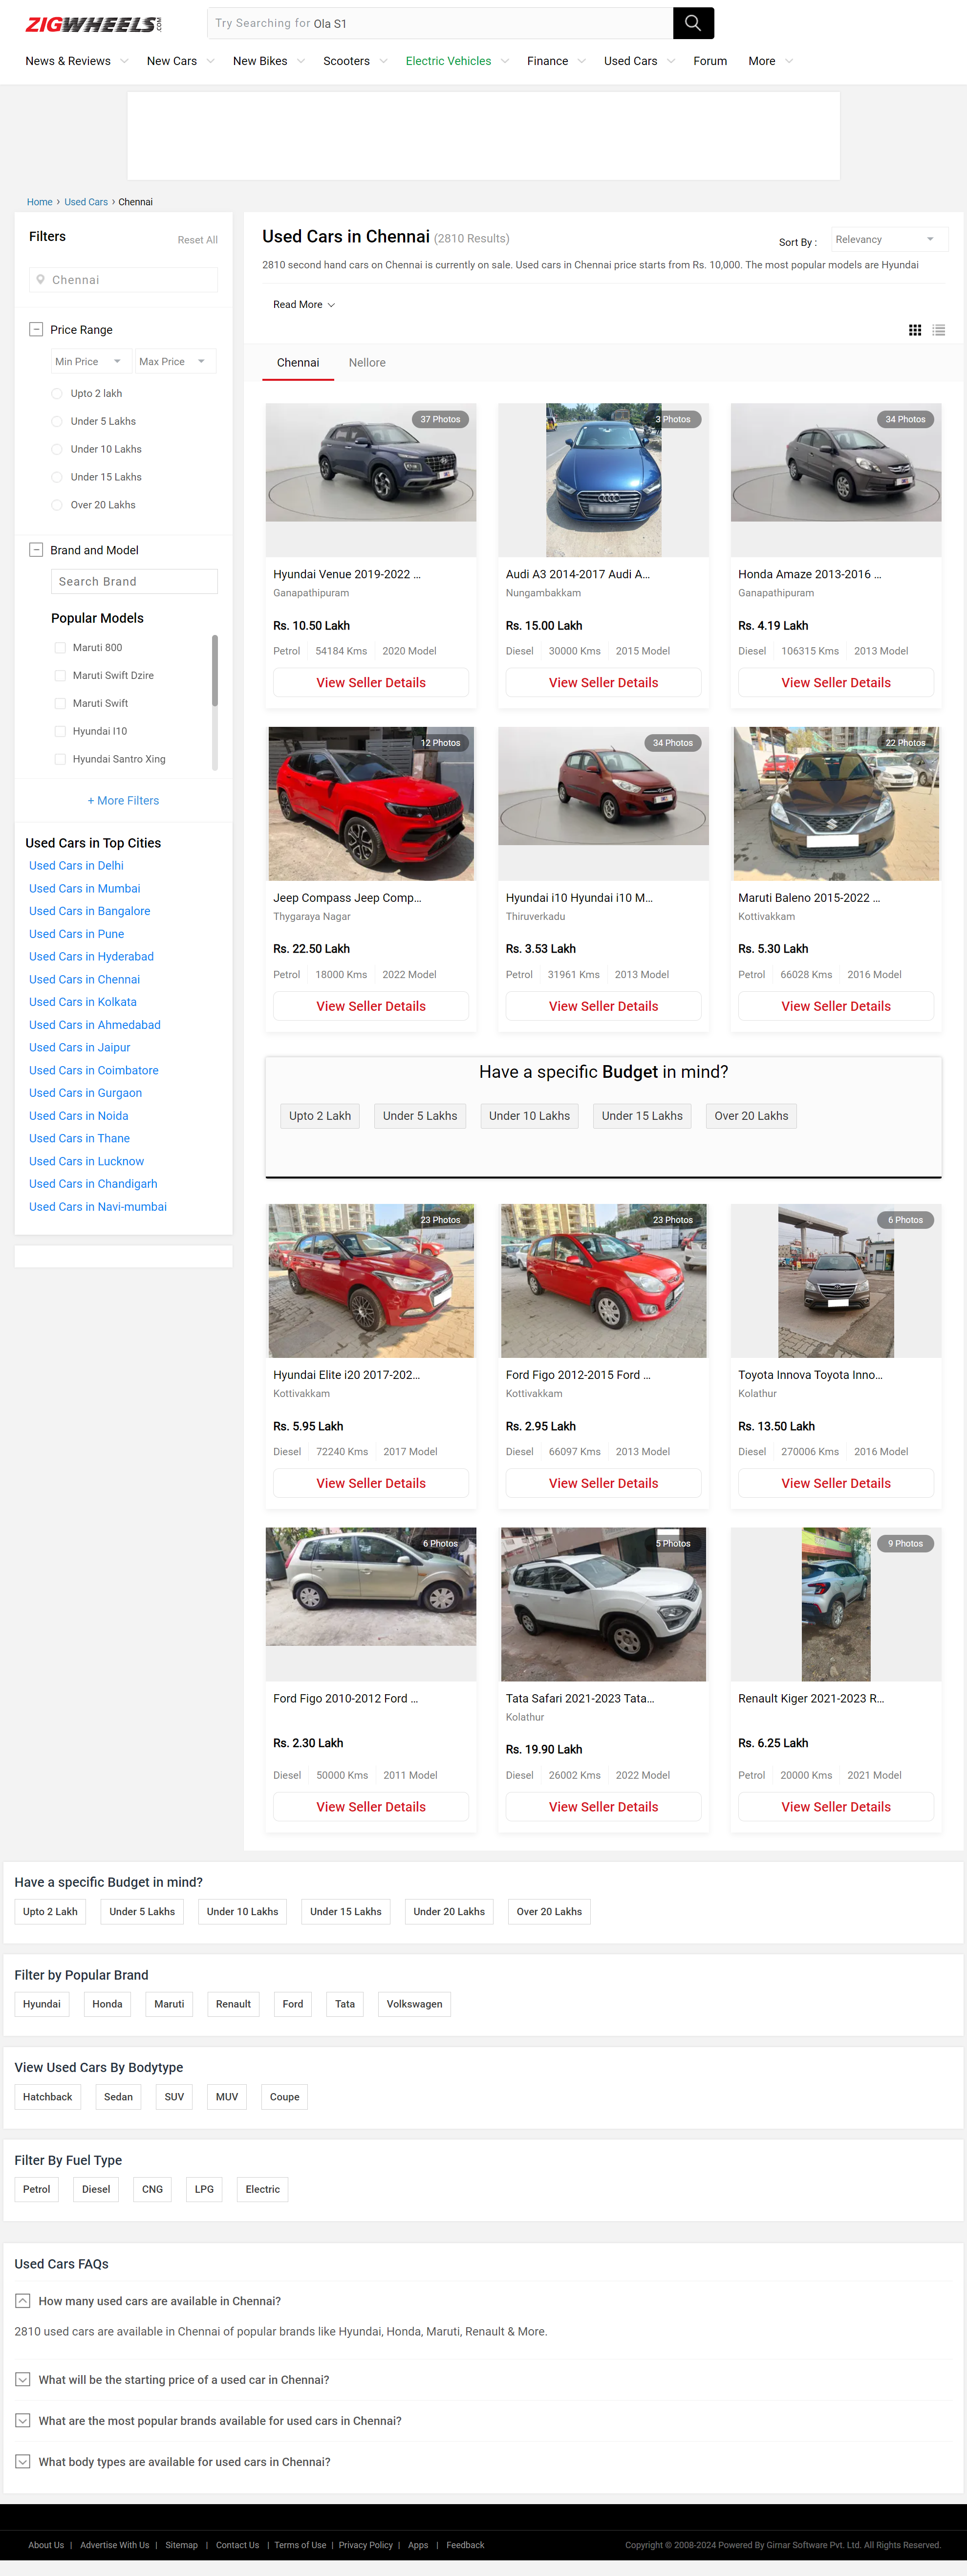 ZIGWHEELS.COM
Try Searching for Ola S1
News & Reviews New Cars New Bikes Scooters Electric Vehicles Finance Used Cars Forum More
Home › Used Cars › Chennai
Filters
Reset All
Chennai
Price Range
Min Price Max Price
Upto 2 lakh
Under 5 Lakhs
Under 10 Lakhs
Under 15 Lakhs
Over 20 Lakhs
Brand and Model
Search Brand
Popular Models
Maruti 800
Maruti Swift Dzire
Maruti Swift
Hyundai I10
Hyundai Santro Xing
+ More Filters
Used Cars in Top Cities
Used Cars in Delhi
Used Cars in Mumbai
Used Cars in Bangalore
Used Cars in Pune
Used Cars in Hyderabad
Used Cars in Chennai
Used Cars in Kolkata
Used Cars in Ahmedabad
Used Cars in Jaipur
Used Cars in Coimbatore
Used Cars in Gurgaon
Used Cars in Noida
Used Cars in Thane
Used Cars in Lucknow
Used Cars in Chandigarh
Used Cars in Navi-mumbai
Used Cars in Chennai (2810 Results)
Sort By : Relevancy
2810 second hand cars on Chennai is currently on sale. Used cars in Chennai price starts from Rs. 10,000. The most popular models are Hyundai
Read More
Chennai Nellore
37 Photos
Hyundai Venue 2019-2022 ...
Ganapathipuram
Rs. 10.50 Lakh
Petrol 54184 Kms 2020 Model
View Seller Details
3 Photos
Audi A3 2014-2017 Audi A...
Nungambakkam
Rs. 15.00 Lakh
Diesel 30000 Kms 2015 Model
View Seller Details
34 Photos
Honda Amaze 2013-2016 ...
Ganapathipuram
Rs. 4.19 Lakh
Diesel 106315 Kms 2013 Model
View Seller Details
12 Photos
Jeep Compass Jeep Comp...
Thygaraya Nagar
Rs. 22.50 Lakh
Petrol 18000 Kms 2022 Model
View Seller Details
34 Photos
Hyundai i10 Hyundai i10 M...
Thiruverkadu
Rs. 3.53 Lakh
Petrol 31961 Kms 2013 Model
View Seller Details
22 Photos
Maruti Baleno 2015-2022 ...
Kottivakkam
Rs. 5.30 Lakh
Petrol 66028 Kms 2016 Model
View Seller Details
Have a specific Budget in mind?
Upto 2 Lakh Under 5 Lakhs Under 10 Lakhs Under 15 Lakhs Over 20 Lakhs
23 Photos
Hyundai Elite i20 2017-202...
Kottivakkam
Rs. 5.95 Lakh
Diesel 72240 Kms 2017 Model
View Seller Details
23 Photos
Ford Figo 2012-2015 Ford ...
Kottivakkam
Rs. 2.95 Lakh
Diesel 66097 Kms 2013 Model
View Seller Details
6 Photos
Toyota Innova Toyota Inno...
Kolathur
Rs. 13.50 Lakh
Diesel 270006 Kms 2016 Model
View Seller Details
6 Photos
Ford Figo 2010-2012 Ford ...
Rs. 2.30 Lakh
Diesel 50000 Kms 2011 Model
View Seller Details
5 Photos
Tata Safari 2021-2023 Tata...
Kolathur
Rs. 19.90 Lakh
Diesel 26002 Kms 2022 Model
View Seller Details
9 Photos
Renault Kiger 2021-2023 R...
Rs. 6.25 Lakh
Petrol 20000 Kms 2021 Model
View Seller Details
Have a specific Budget in mind?
Upto 2 Lakh Under 5 Lakhs Under 10 Lakhs Under 15 Lakhs Under 20 Lakhs Over 20 Lakhs
Filter by Popular Brand
Hyundai Honda Maruti Renault Ford Tata Volkswagen
View Used Cars By Bodytype
Hatchback Sedan SUV MUV Coupe
Filter By Fuel Type
Petrol Diesel CNG LPG Electric
Used Cars FAQs
How many used cars are available in Chennai?
2810 used cars are available in Chennai of popular brands like Hyundai, Honda, Maruti, Renault & More.
What will be the starting price of a used car in Chennai?
What are the most popular brands available for used cars in Chennai?
What body types are available for used cars in Chennai?
About Us | Advertise With Us | Sitemap | Contact Us | Terms of Use | Privacy Policy | Apps | Feedback
Copyright © 2008-2024 Powered By Girnar Software Pvt. Ltd. All Rights Reserved.